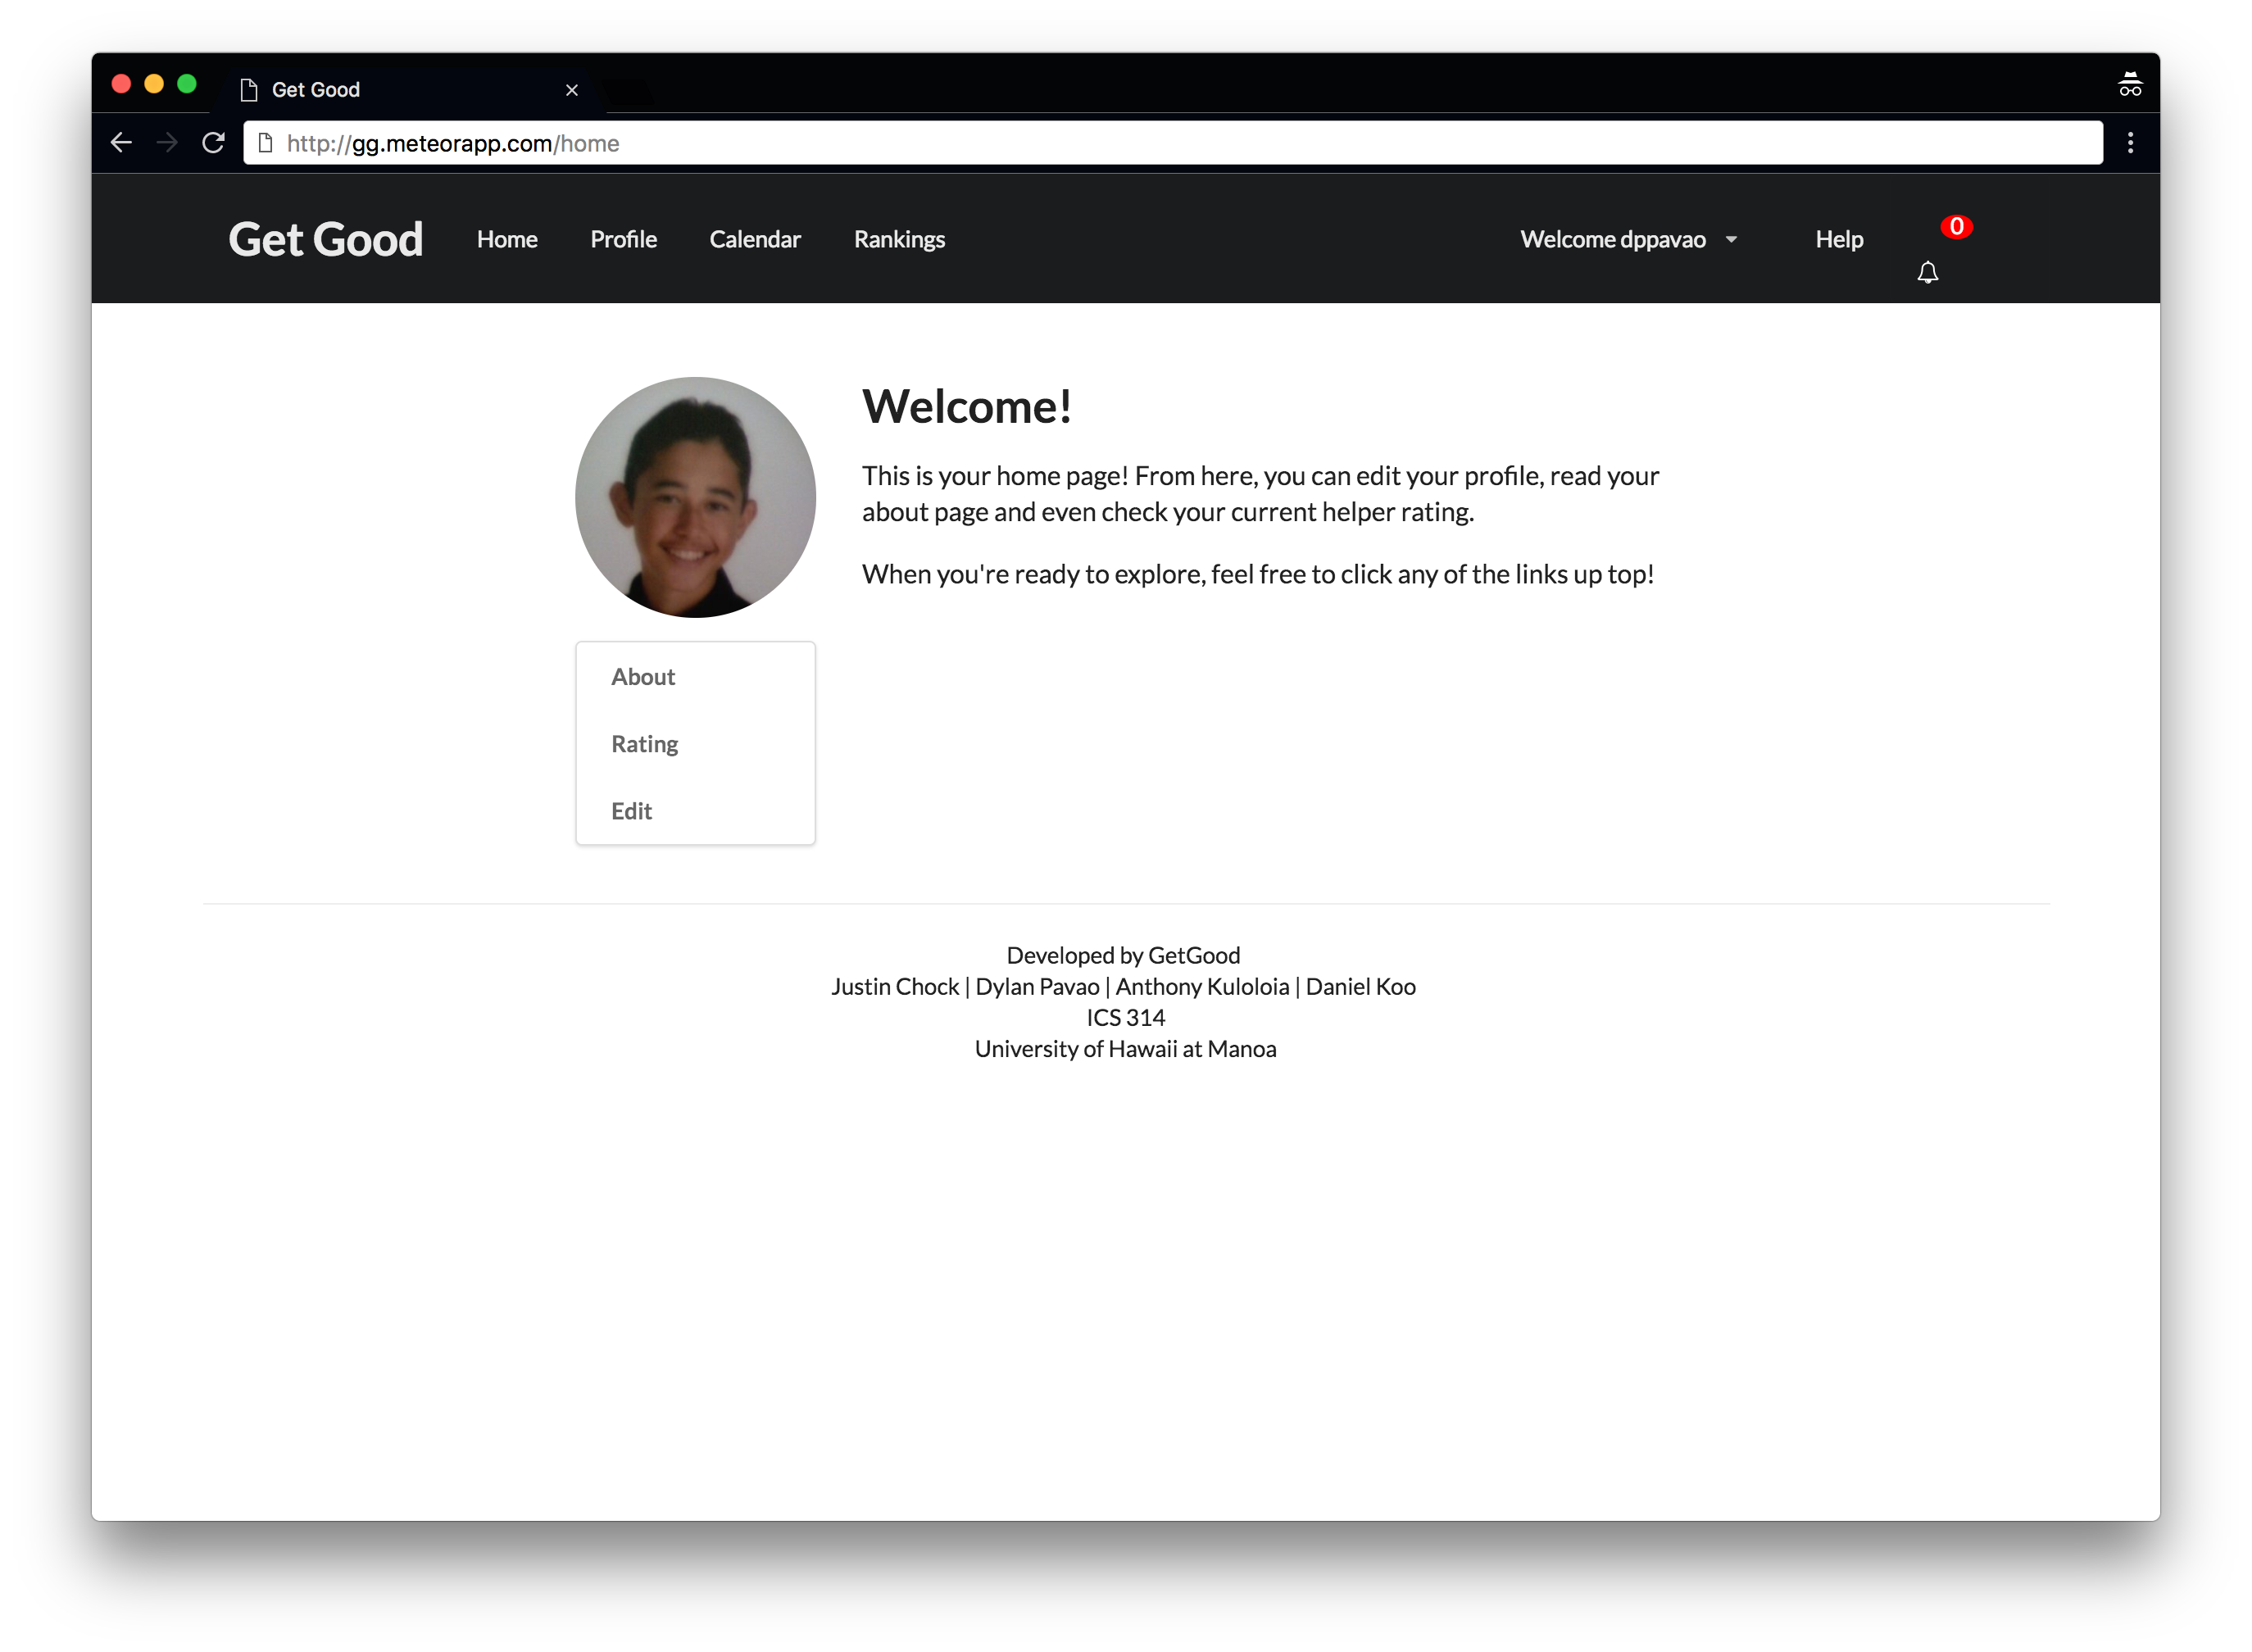 Get Good
http://gg.meteorapp.com/home
Get Good Home Profile Calendar Rankings Welcome dppavao Help 0
Welcome!
This is your home page! From here, you can edit your profile, read your
about page and even check your current helper rating.
When you're ready to explore, feel free to click any of the links up top!
About
Rating
Edit
Developed by GetGood
Justin Chock | Dylan Pavao | Anthony Kuloloia | Daniel Koo
ICS 314
University of Hawaii at Manoa